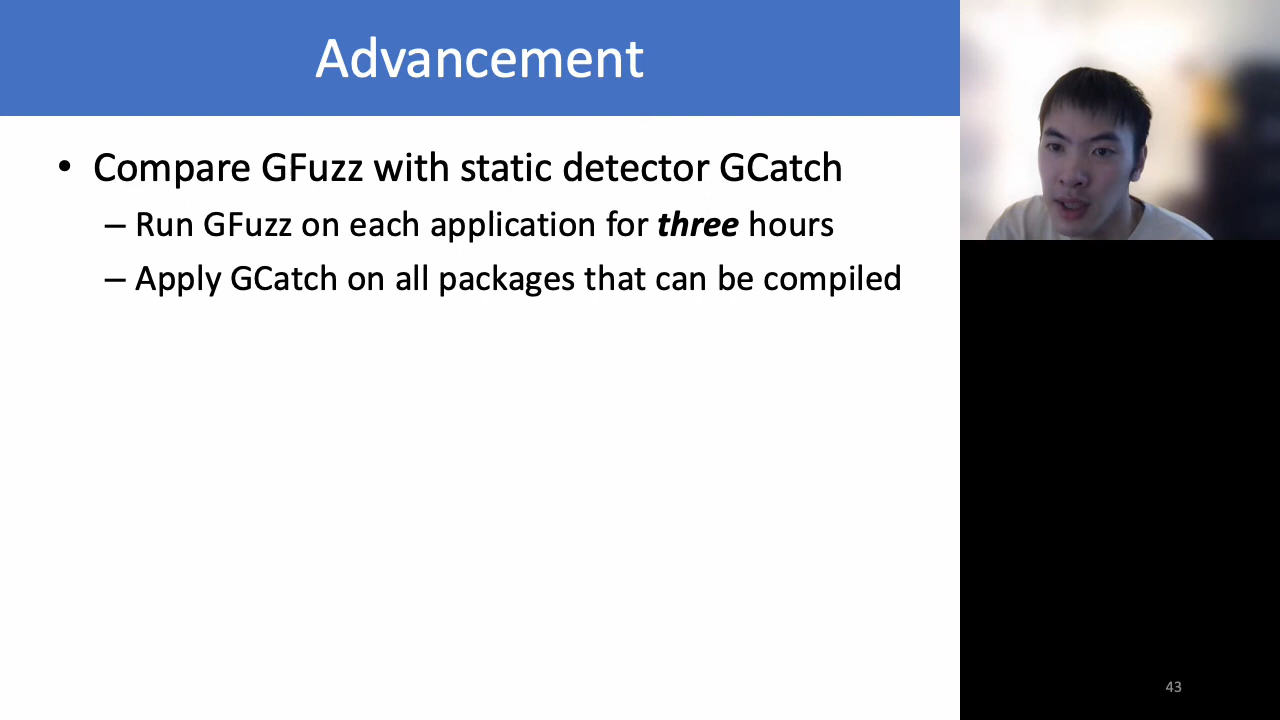 Advancement
• Compare GFuzz with static detector GCatch
– Run GFuzz on each application for three hours
– Apply GCatch on all packages that can be compiled
43